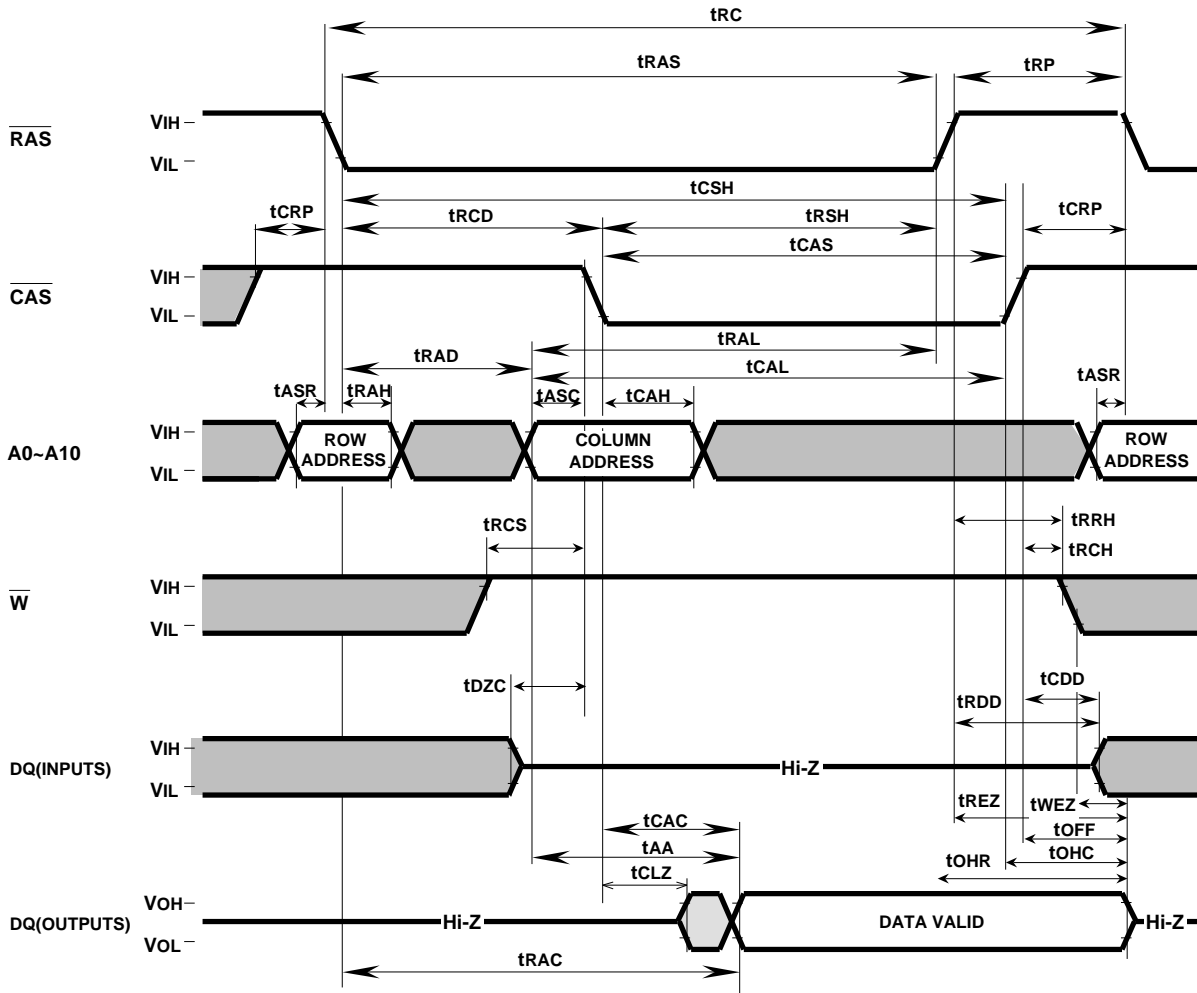 tRC
tRAS
tRP
RAS
VIH
VIL
tCSH
tCRP
tRCD
tRSH
tCRP
tCAS
CAS
VIH
VIL
tRAL
tRAD
tCAL
tASR
tRAH
tASC
tCAH
tASR
A0~A10
VIH
VIL
ROW
ADDRESS
COLUMN
ADDRESS
ROW
ADDRESS
tRCS
tRRH
tRCH
W
VIH
VIL
tDZC
tCDD
tRDD
DQ(INPUTS)
VIH
VIL
Hi-Z
tREZ
tWEZ
tCAC
tOFF
tAA
tOHC
tCLZ
tOHR
DQ(OUTPUTS)
VOH
VOL
Hi-Z
DATA VALID
Hi-Z
tRAC